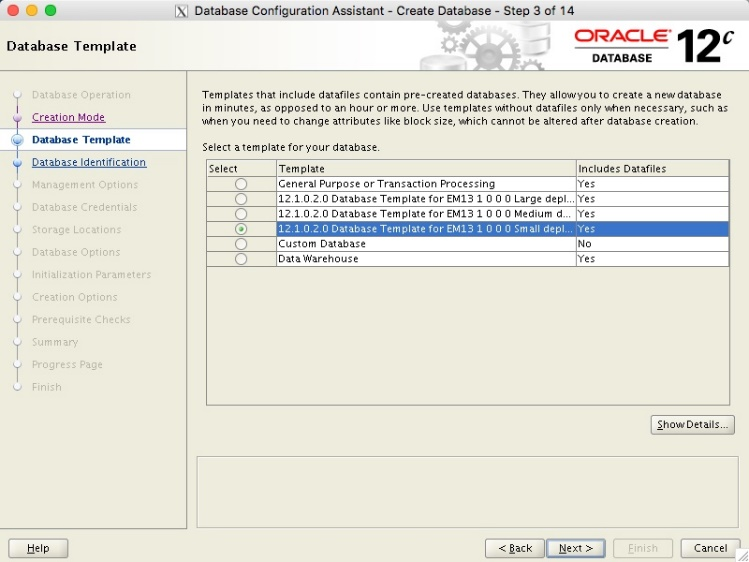 Database Configuration Assistant - Create Database - Step 3 of 14
Database Template
ORACLE
DATABASE
12c
Database Operation
Creation Mode
Database Template
Database Identification
Management Options
Database Credentials
Storage Locations
Database Options
Initialization Parameters
Creation Options
Prerequisite Checks
Summary
Progress Page
Finish
Templates that include datafiles contain pre-created databases. They allow you to create a new database
in minutes, as opposed to an hour or more. Use templates without datafiles only when necessary, such as
when you need to change attributes like block size, which cannot be altered after database creation.
Select a template for your database.
Select Template Includes Datafiles
General Purpose or Transaction Processing Yes
12.1.0.2.0 Database Template for EM13 1 0 0 0 Large depl... Yes
12.1.0.2.0 Database Template for EM13 1 0 0 0 Medium d... Yes
12.1.0.2.0 Database Template for EM13 1 0 0 0 Small depl... Yes
Custom Database No
Data Warehouse Yes
Show Details...
Help
< Back
Next >
Finish
Cancel